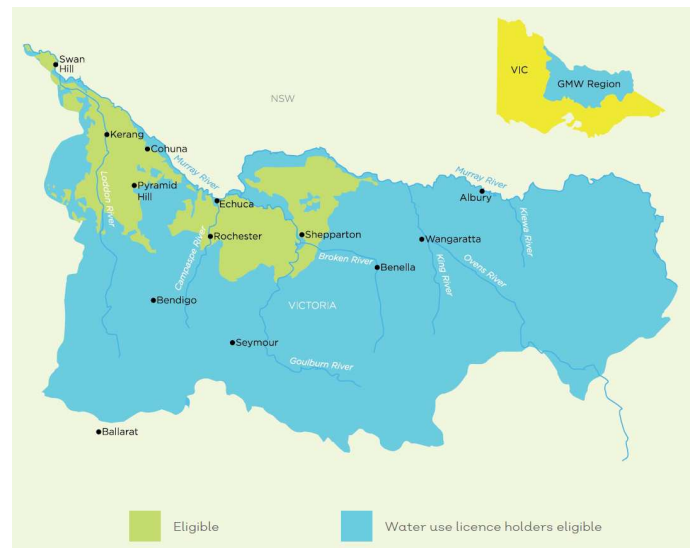 Swan
Hill
VIC
GMW Region
NSW
Kerang
Cohuna
Murray River
Loddon River
Pyramid
Hill
Murray River
Albury
Echuca
Kiewa River
Rochester
Shepparton
Wangaratta
Campaspe River
Broken River
Benella
King River
Ovens River
Bendigo
VICTORIA
Seymour
Goulburn River
Ballarat
Eligible
Water use licence holders eligible